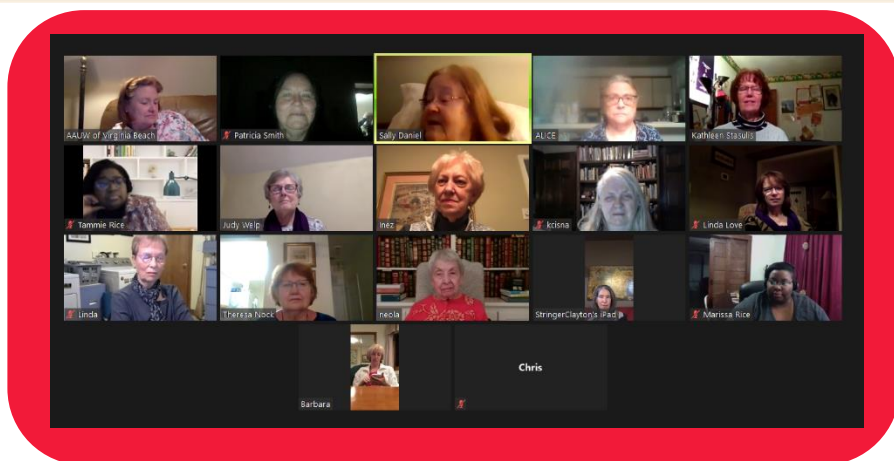 AAUW of Virginia Beach
Patricia Smith
Sally Daniel
ALICE
Kathleen Stasulis
Tammie Rice
Judy Welp
Inez
kcisna
Linda Love
Linda
Theresa Nock
neola
StringerClayton's iPad
Marissa Rice
Barbara
Chris